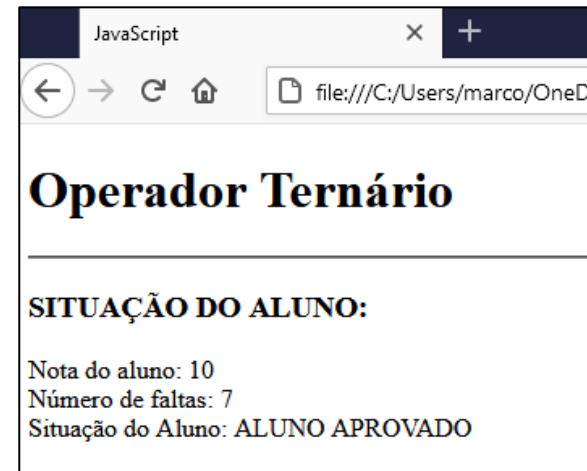 JavaScript
file:///C:/Users/marco/OneD
Operador Ternário
SITUAÇÃO DO ALUNO:
Nota do aluno: 10
Número de faltas: 7
Situação do Aluno: ALUNO APROVADO